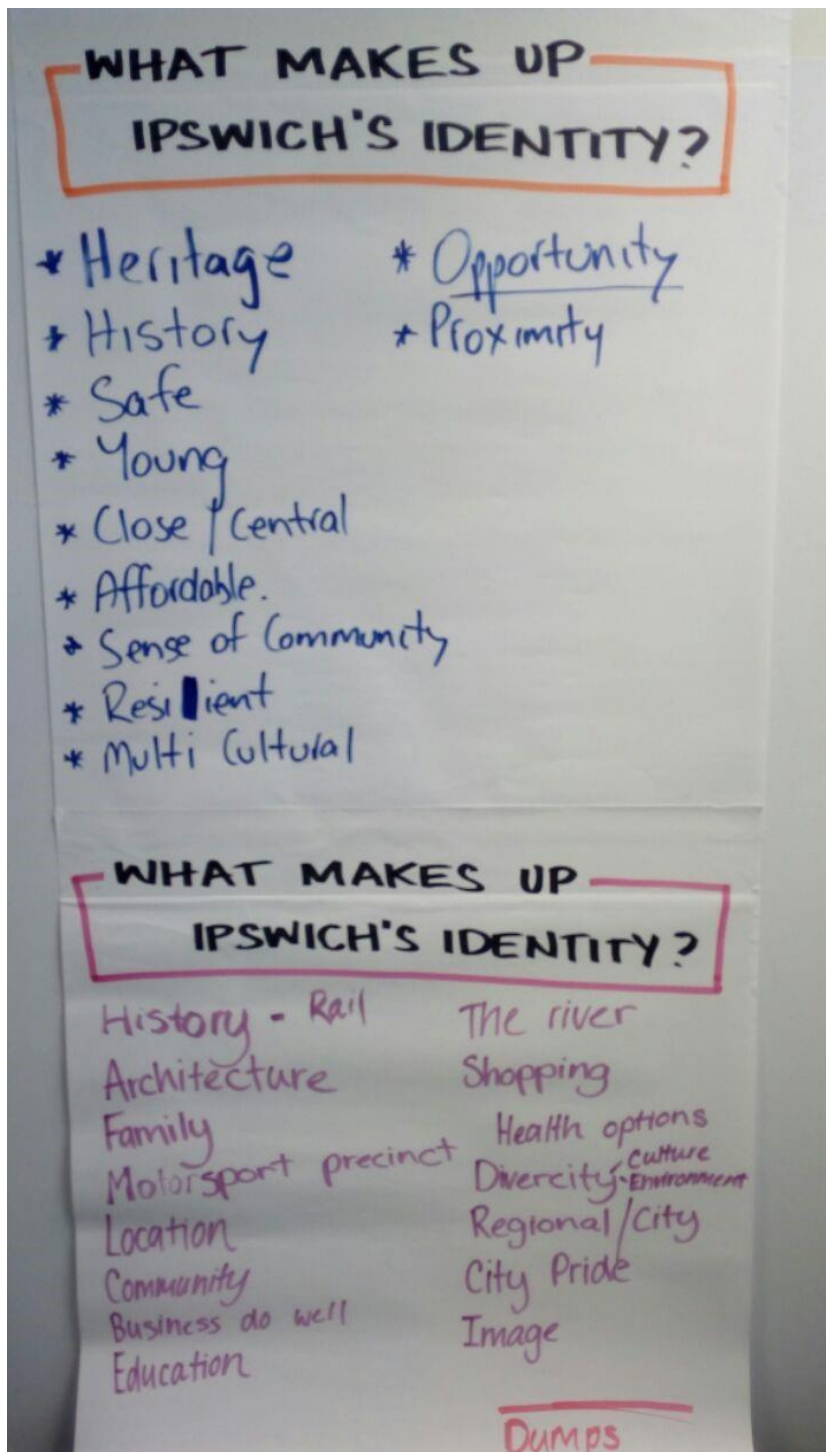 WHAT MAKES UP
IPSWICH'S IDENTITY?
* Heritage
* History
* Safe
* Young
* Close / Central
* Affordable.
* Sense of Community
* Resilient
* Multi Cultural
* Opportunity
* Proximity
WHAT MAKES UP
IPSWICH'S IDENTITY?
History - Rail
Architecture
Family
Motorsport precinct
Location
Community
Business do well
Education
The river
Shopping
Health options
Divercity - Culture
- Environment
Regional/City
City Pride
Image
Dumps